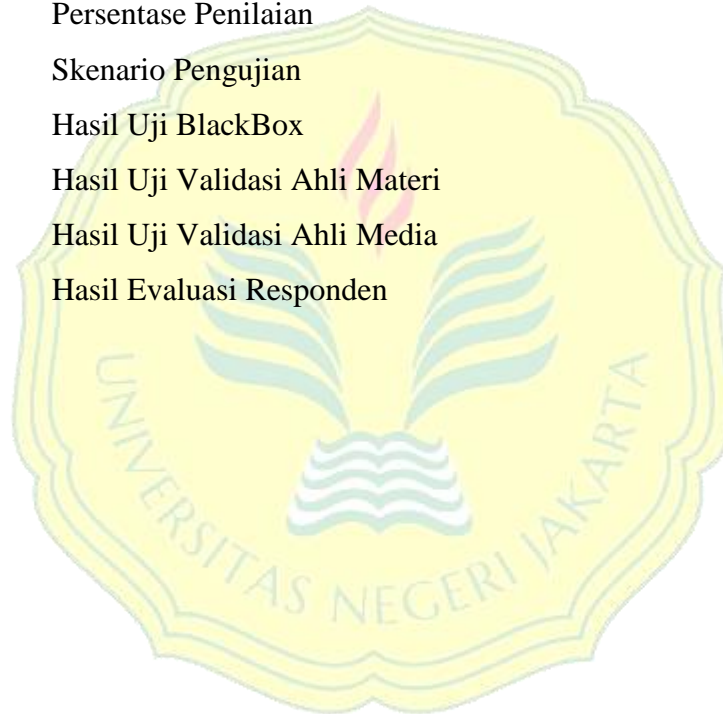 Persentase Penilaian
Skenario Pengujian
Hasil Uji BlackBox
Hasil Uji Validasi Ahli Materi
Hasil Uji Validasi Ahli Media
Hasil Evaluasi Responden
UNIVERSITAS NEGERI JAKARTA